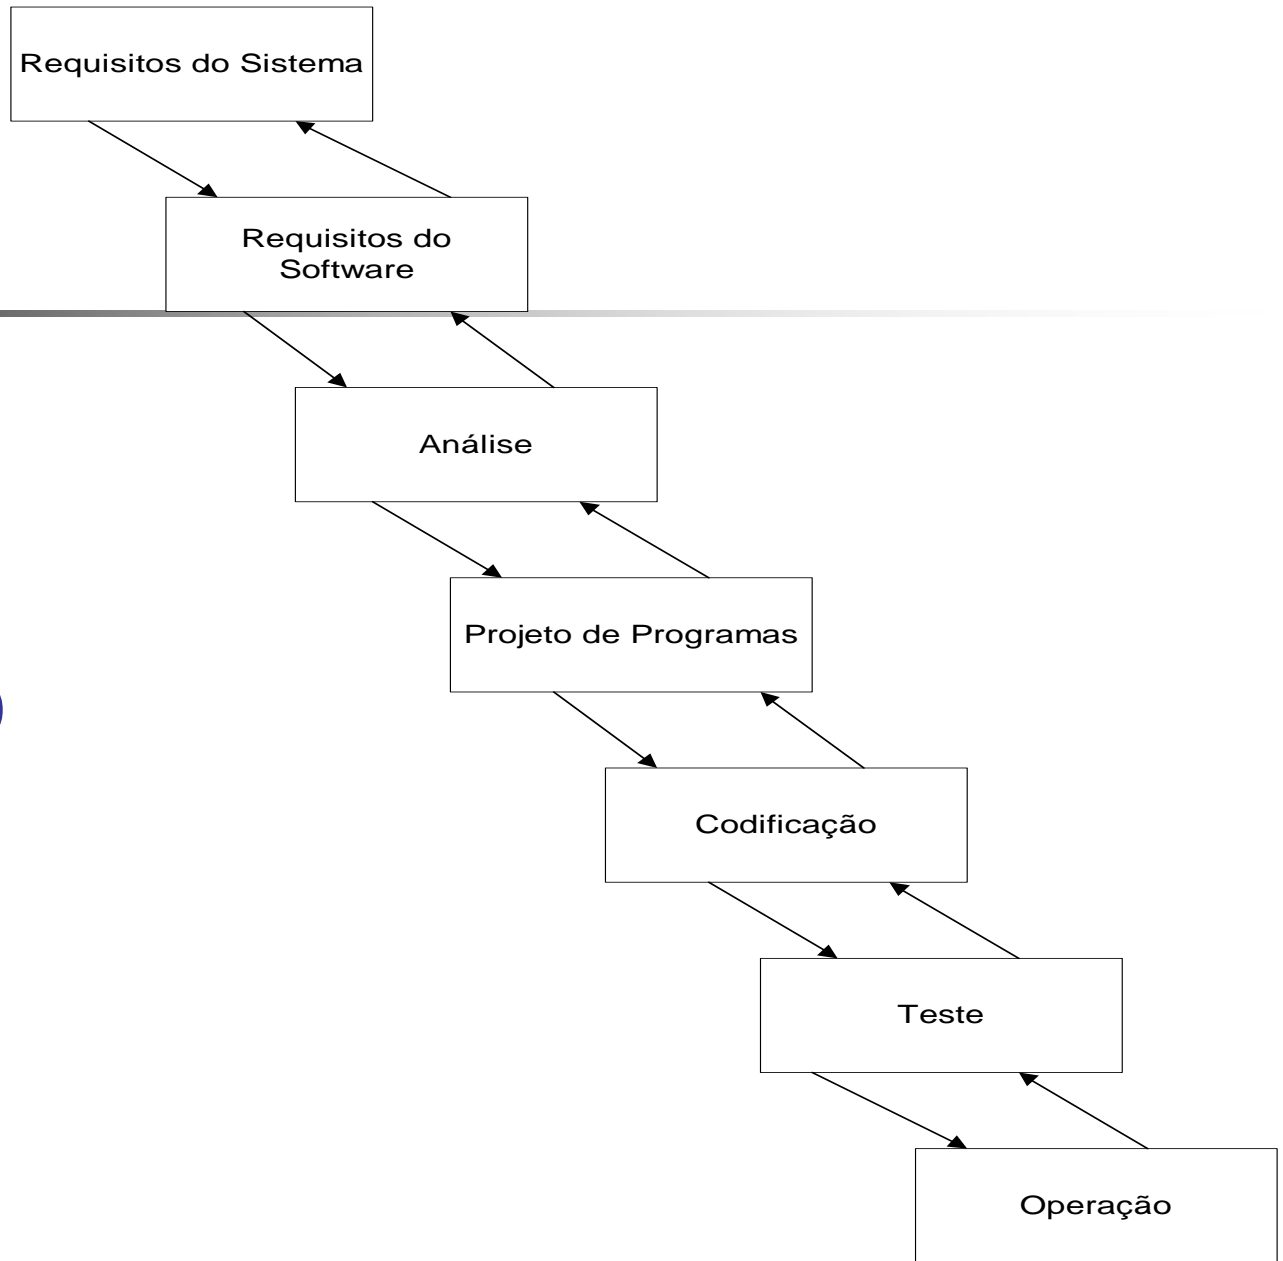 Requisitos do Sistema
Requisitos do
Software
Análise
Projeto de Programas
Codificação
Teste
Operação